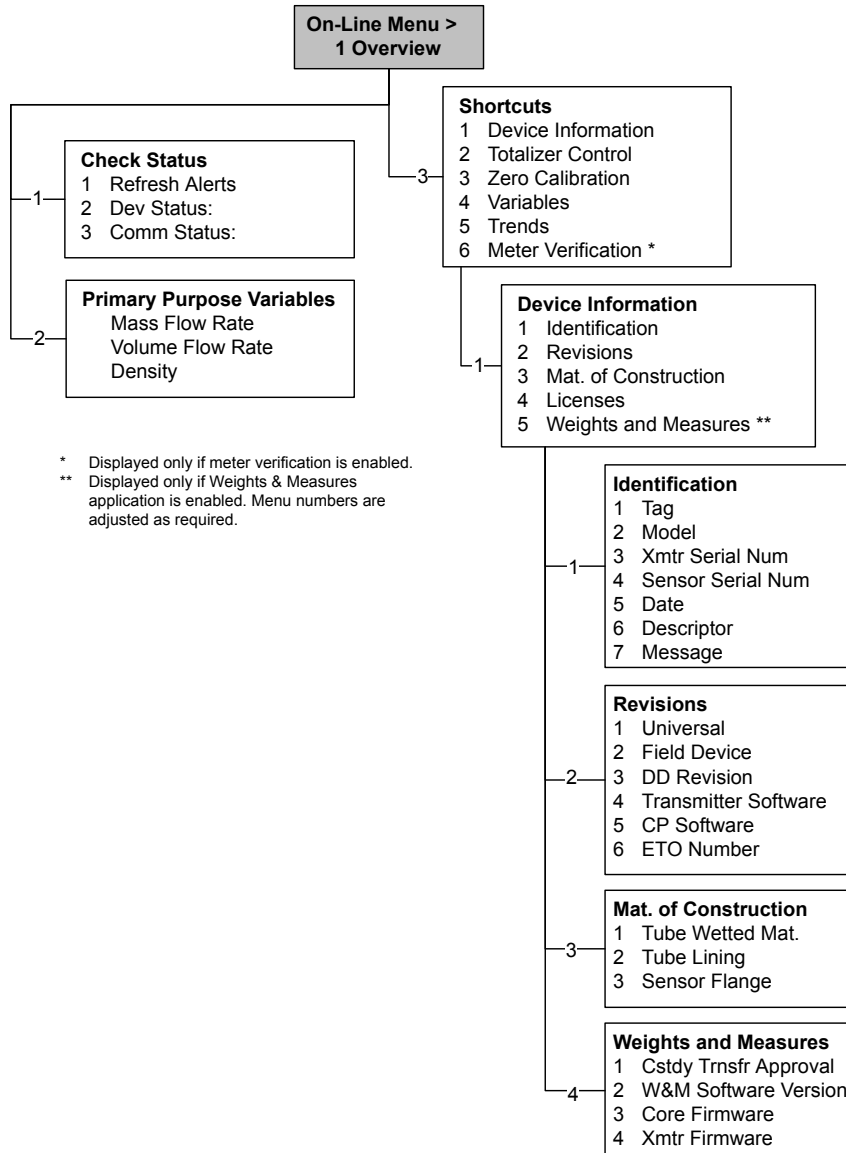 On-Line Menu >
1 Overview
Shortcuts
1 Device Information
2 Totalizer Control
3 Zero Calibration
4 Variables
5 Trends
6 Meter Verification *
3
Check Status
1 Refresh Alerts
2 Dev Status:
3 Comm Status:
1
Primary Purpose Variables
Mass Flow Rate
Volume Flow Rate
Density
2
Device Information
1 Identification
2 Revisions
3 Mat. of Construction
4 Licenses
5 Weights and Measures **
1
* Displayed only if meter verification is enabled.
** Displayed only if Weights & Measures
application is enabled. Menu numbers are
adjusted as required.
Identification
1 Tag
2 Model
3 Xmtr Serial Num
4 Sensor Serial Num
5 Date
6 Descriptor
7 Message
1
Revisions
1 Universal
2 Field Device
3 DD Revision
4 Transmitter Software
5 CP Software
6 ETO Number
2
Mat. of Construction
1 Tube Wetted Mat.
2 Tube Lining
3 Sensor Flange
3
Weights and Measures
1 Cstdy Trnsfr Approval
2 W&M Software Version
3 Core Firmware
4 Xmtr Firmware
4